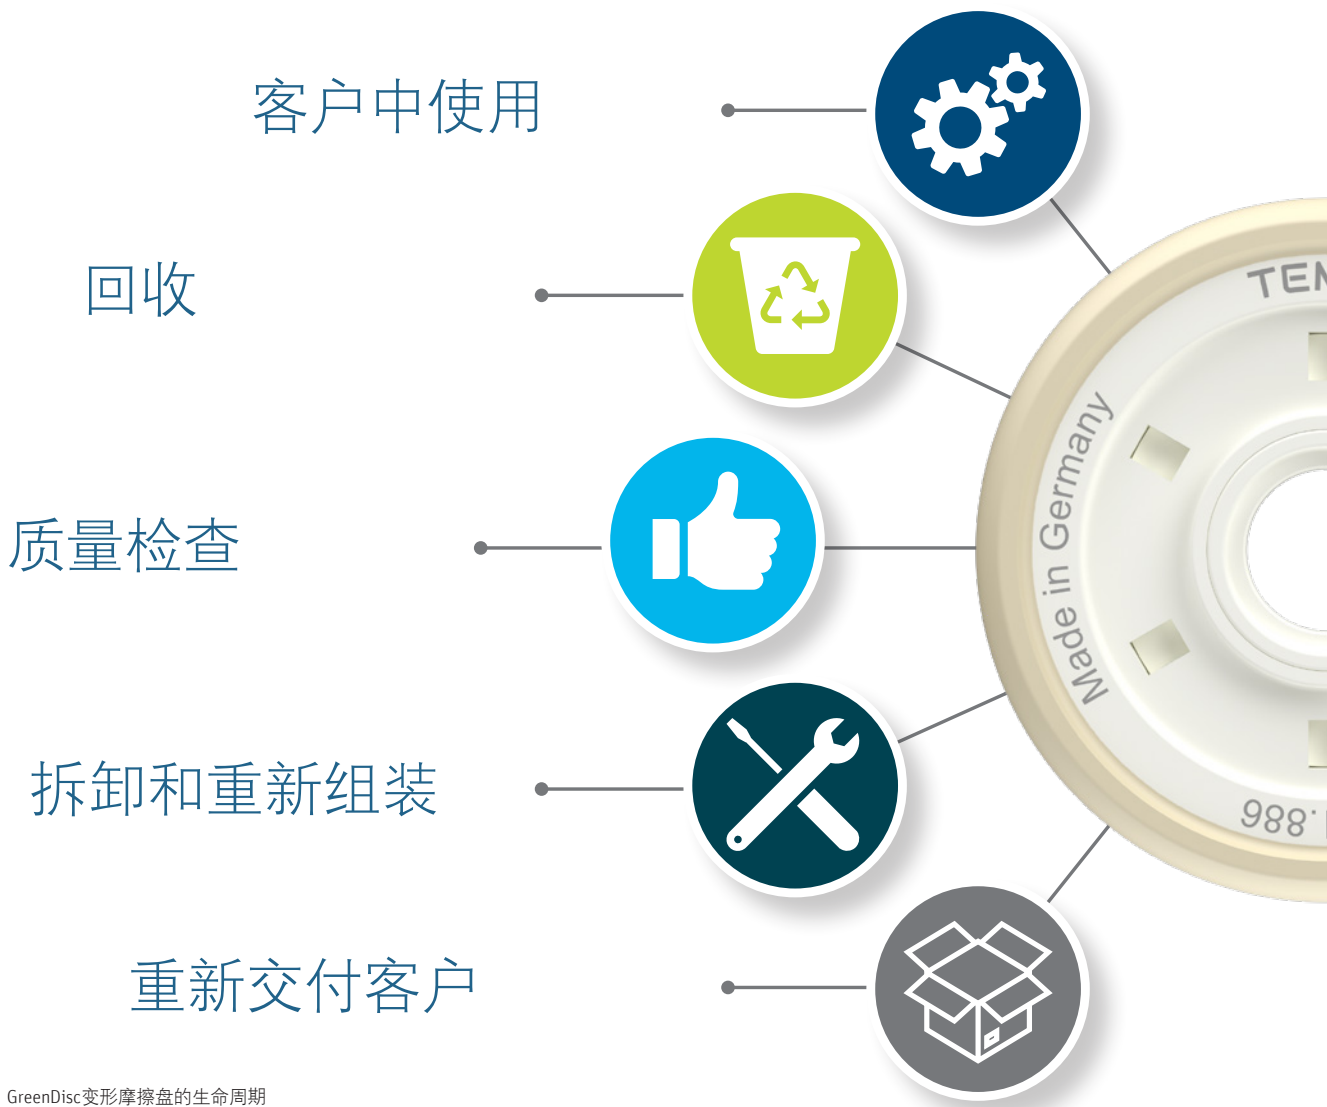 客户中使用
回收
质量检查
拆卸和重新组装
重新交付客户
Made in Germany
GreenDisc变形摩擦盘的生命周期